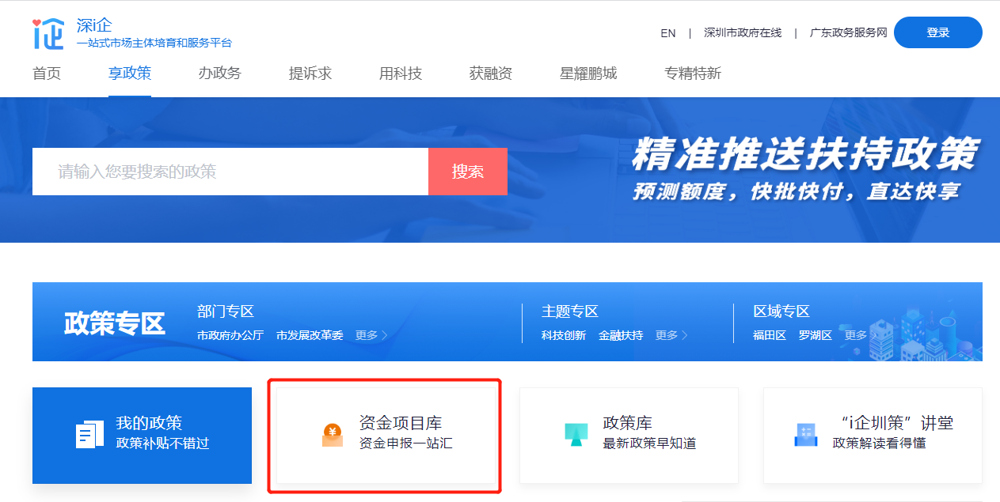 深i企
一站式市场主体培育和服务平台
EN | 深圳市政府在线 | 广东政务服务网 登录
首页 享政策 办政务 提诉求 用科技 获融资 星耀鹏城 专精特新
请输入您要搜索的政策 搜索
精准推送扶持政策
预测额度，快批快付，直达快享
政策专区
部门专区
市政府办公厅 市发展改革委 更多
主题专区
科技创新 金融扶持 更多
区域专区
福田区 罗湖区 更多
我的政策
政策补贴不错过
资金项目库
资金申报一站汇
政策库
最新政策早知道
“i企圳策”讲堂
政策解读看得懂